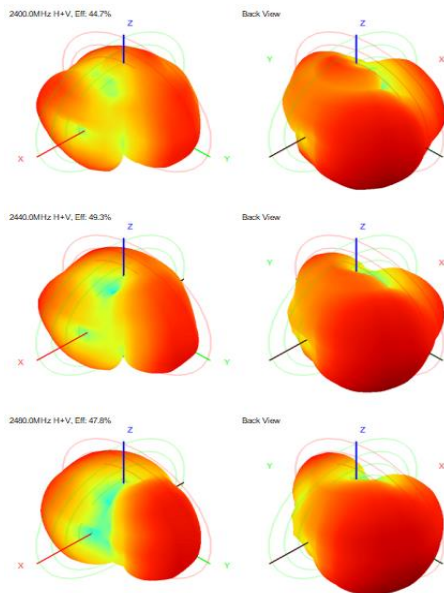 2400.0MHz H+V, Eff: 44.7%
Back View
Z
Z
Y
X
X
Y
2440.0MHz H+V, Eff: 49.3%
Back View
Z
Z
Y
X
X
Y
2480.0MHz H+V, Eff: 47.8%
Back View
Z
Z
Y
X
X
Y